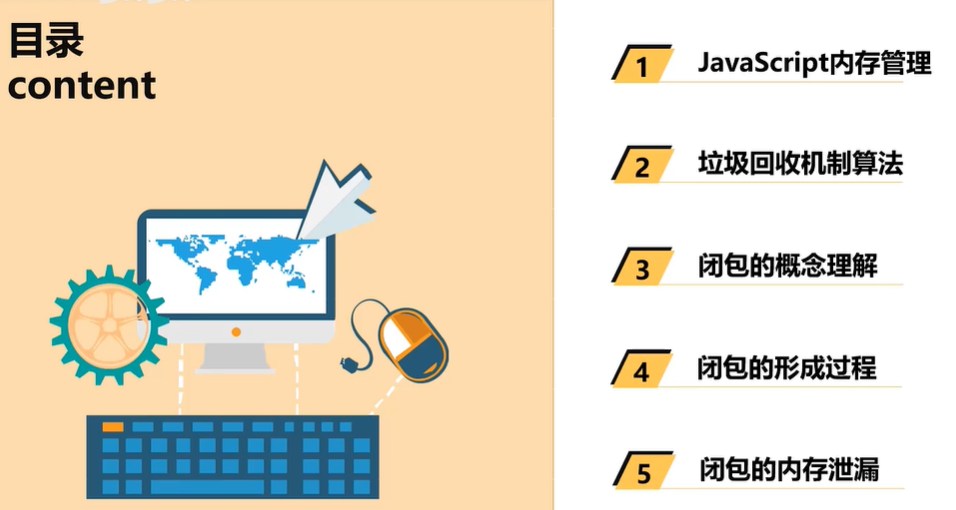 目录
content
1 JavaScript内存管理
2 垃圾回收机制算法
3 闭包的概念理解
4 闭包的形成过程
5 闭包的内存泄漏